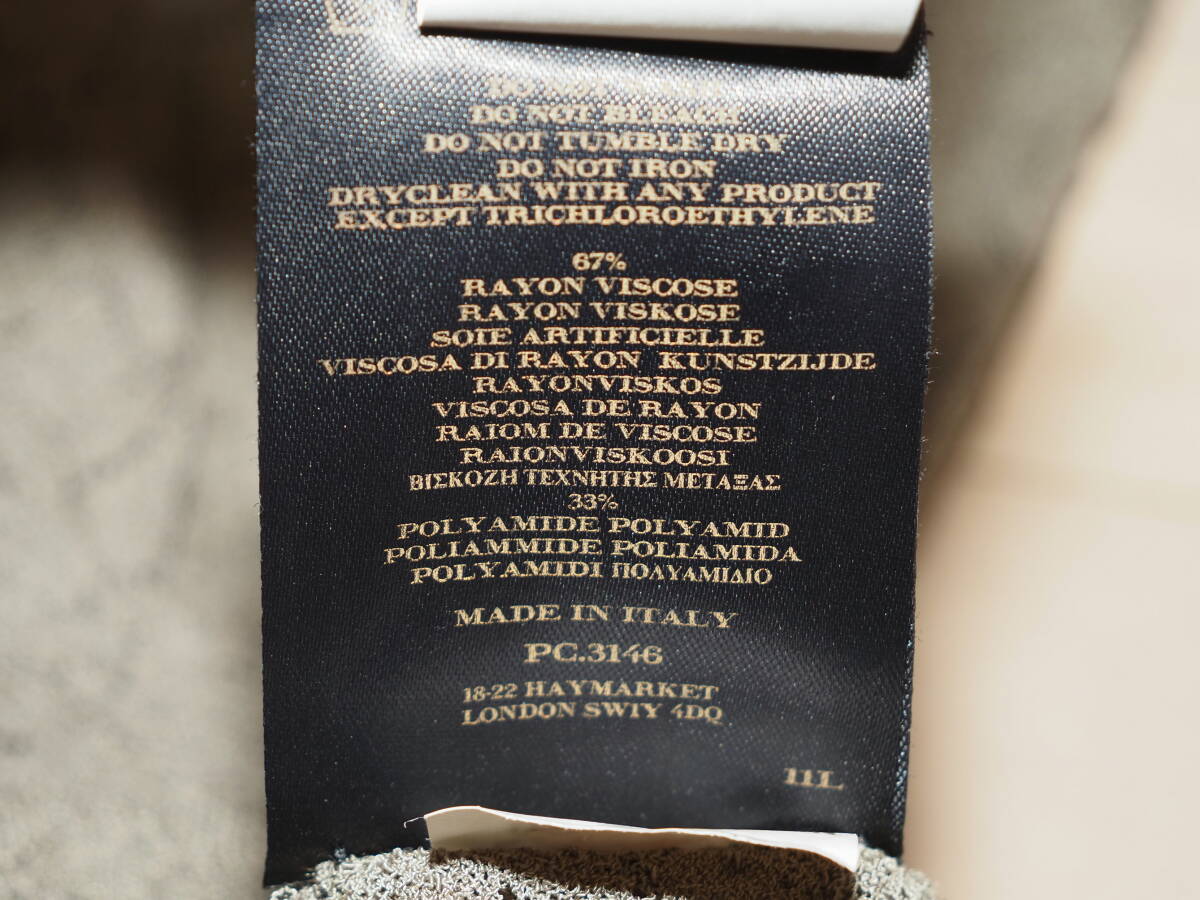 DO NOT
DO NOT BLEACH
DO NOT TUMBLE DRY
DO NOT IRON
DRYCLEAN WITH ANY PRODUCT
EXCEPT TRICHLOROETHYLENE
67%
RAYON VISCOSE
RAYON VISKOSE
SOIE ARTIFICIELLE
VISCOSA DI RAYON KUNSTZIJDE
RAYONVISKOS
VISCOSA DE RAYON
RAIOM DE VISCOSE
RAIONVISKOOSI
ΒΙΣΚΟΖΗ ΤΕΧΝΗΤΗΣ ΜΕΤΑΞΑΣ
33%
POLYAMIDE POLYAMID
POLIAMMIDE POLIAMIDA
POLYAMIDI ΠΟΛΥΑΜΙΔΙΟ
MADE IN ITALY
PC.3146
18-22 HAYMARKET
LONDON SW1Y 4DQ
11L